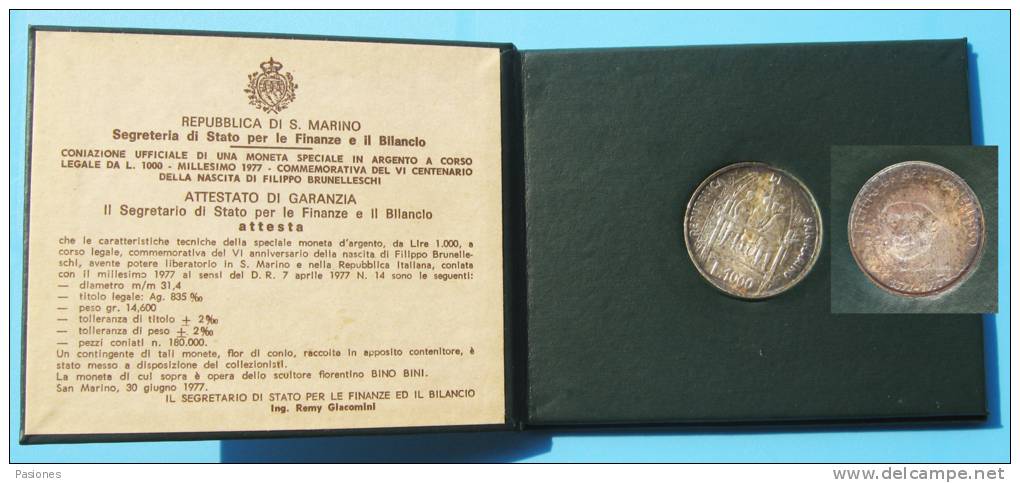 REPUBBLICA DI S. MARINO
Segreteria di Stato per le Finanze e il Bilancio
CONIAZIONE UFFICIALE DI UNA MONETA SPECIALE IN ARGENTO A CORSO
LEGALE DA L. 1000 - MILLESIMO 1977 - COMMEMORATIVA DEL VI CENTENARIO
DELLA NASCITA DI FILIPPO BRUNELLESCHI
ATTESTATO DI GARANZIA
Il Segretario di Stato per le Finanze e il Bilancio
attesta
che le caratteristiche tecniche della speciale moneta d'argento, da Lire 1.000, a
corso legale, commemorativa del VI anniversario della nascita di Filippo Brunelle-
schi, avente potere liberatorio in S. Marino e nella Repubblica Italiana, coniata
con il millesimo 1977 ai sensi del D. R. 7 aprile 1977 N. 14 sono le seguenti:
— diametro m/m 31,4
— titolo legale: Ag. 835 ‰
— peso gr. 14,600
— tolleranza di titolo ± 2‰
— tolleranza di peso ± 2‰
— pezzi coniati n. 180.000.
Un contingente di tali monete, fior di conio, raccolte in apposito contenitore, è
stato messo a disposizione dei collezionisti.
La moneta di cui sopra è opera dello scultore fiorentino BINO BINI.
San Marino, 30 giugno 1977.
IL SEGRETARIO DI STATO PER LE FINANZE ED IL BILANCIO
Ing. Remy Giacomini
REPUBBLICA DI SAN MARINO
L.1000
1377-1977
Pasiones
www.delcampe.net